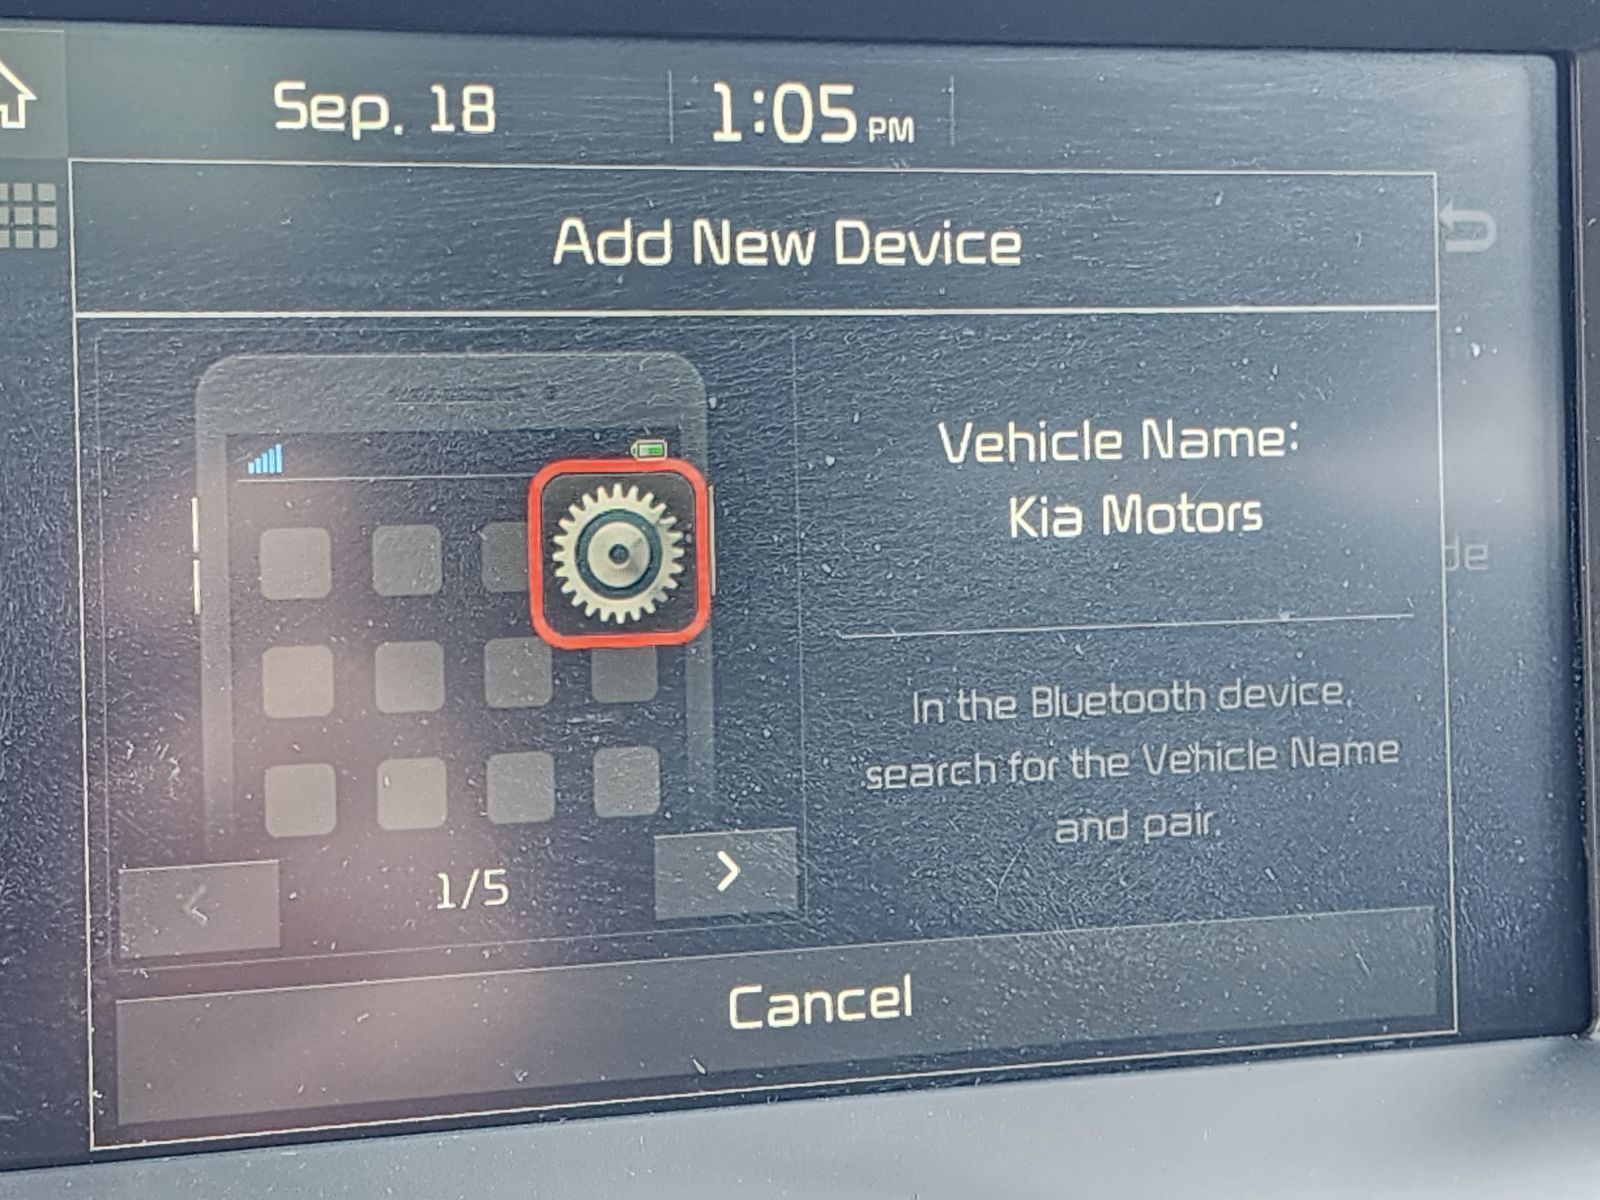 Sep. 18
1:05 PM
Add New Device
Vehicle Name:
Kia Motors
In the Bluetooth device,
search for the Vehicle Name
and pair.
1/5
Cancel